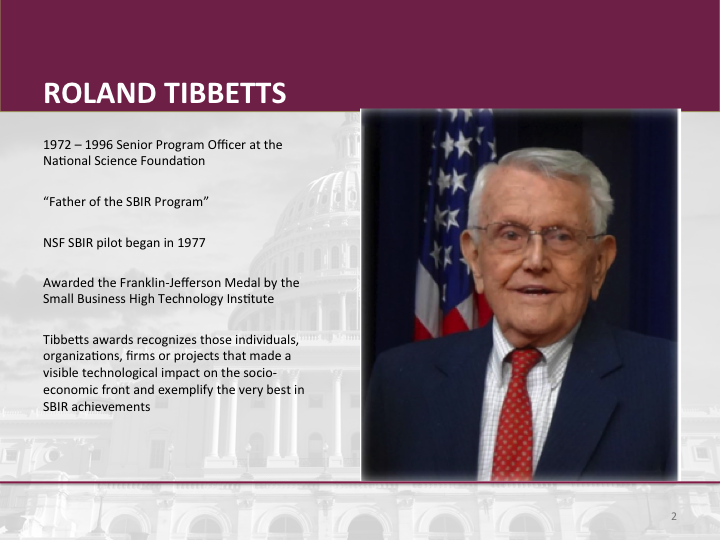 ROLAND TIBBETTS
1972 – 1996 Senior Program Officer at the
National Science Foundation
“Father of the SBIR Program”
NSF SBIR pilot began in 1977
Awarded the Franklin-Jefferson Medal by the
Small Business High Technology Institute
Tibbetts awards recognizes those individuals,
organizations, firms or projects that made a
visible technological impact on the socio-
economic front and exemplify the very best in
SBIR achievements
2